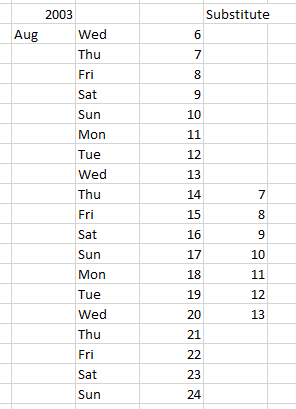 2003 Substitute
Aug Wed 6
Thu 7
Fri 8
Sat 9
Sun 10
Mon 11
Tue 12
Wed 13
Thu 14 7
Fri 15 8
Sat 16 9
Sun 17 10
Mon 18 11
Tue 19 12
Wed 20 13
Thu 21
Fri 22
Sat 23
Sun 24